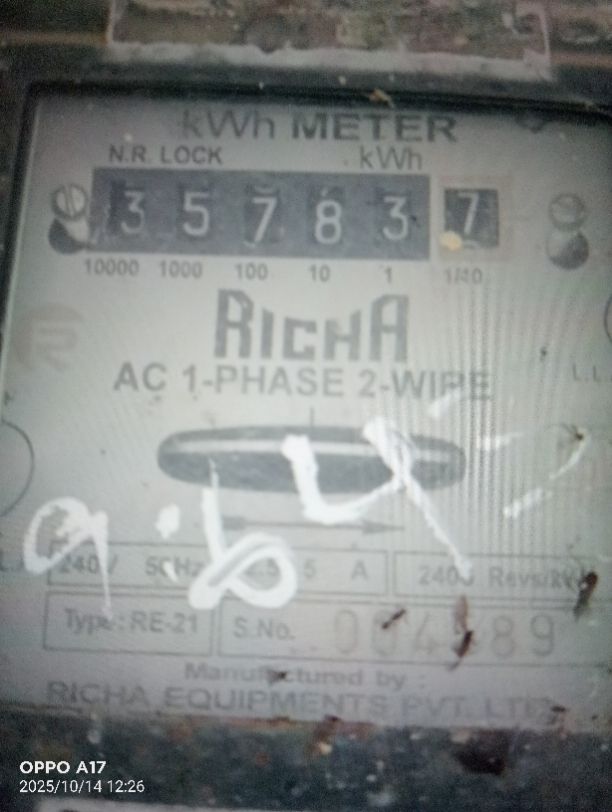 kWh METER
N.R. LOCK kWh
3 5 7 8 3 7
10000 1000 100 10 1 1/10
RICHA
AC 1-PHASE 2-WIRE
240V 50Hz 5 A 2400 Revs/kWh
Type: RE-21 S.No.
Manufactured by :
RICHA EQUIPMENTS PVT. LTD.
OPPO A17
2025/10/14 12:26